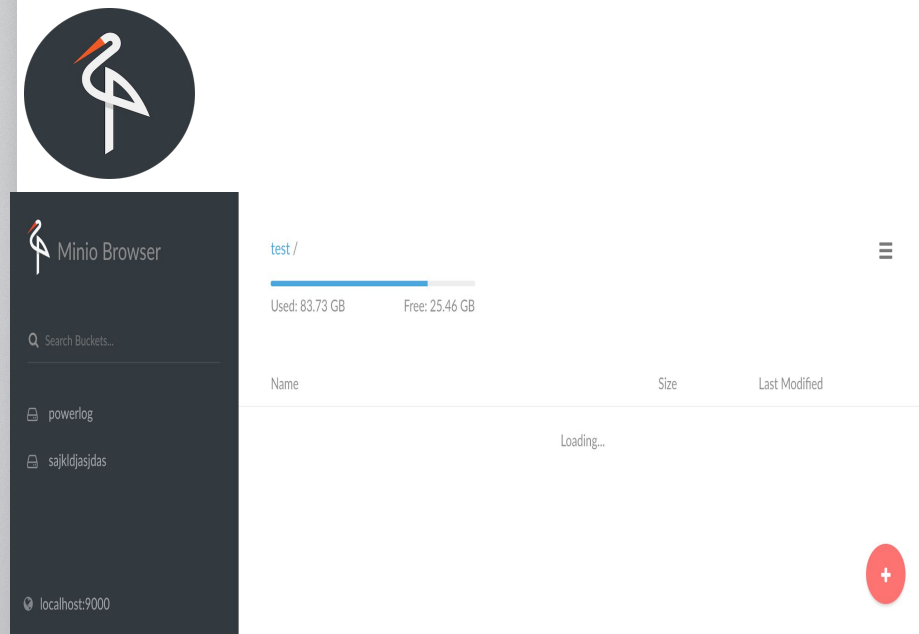 Minio Browser
Search Buckets...
powerlog
sajkldjasjdas
localhost:9000
test /
Used: 83.73 GB Free: 25.46 GB
Name Size Last Modified
Loading...